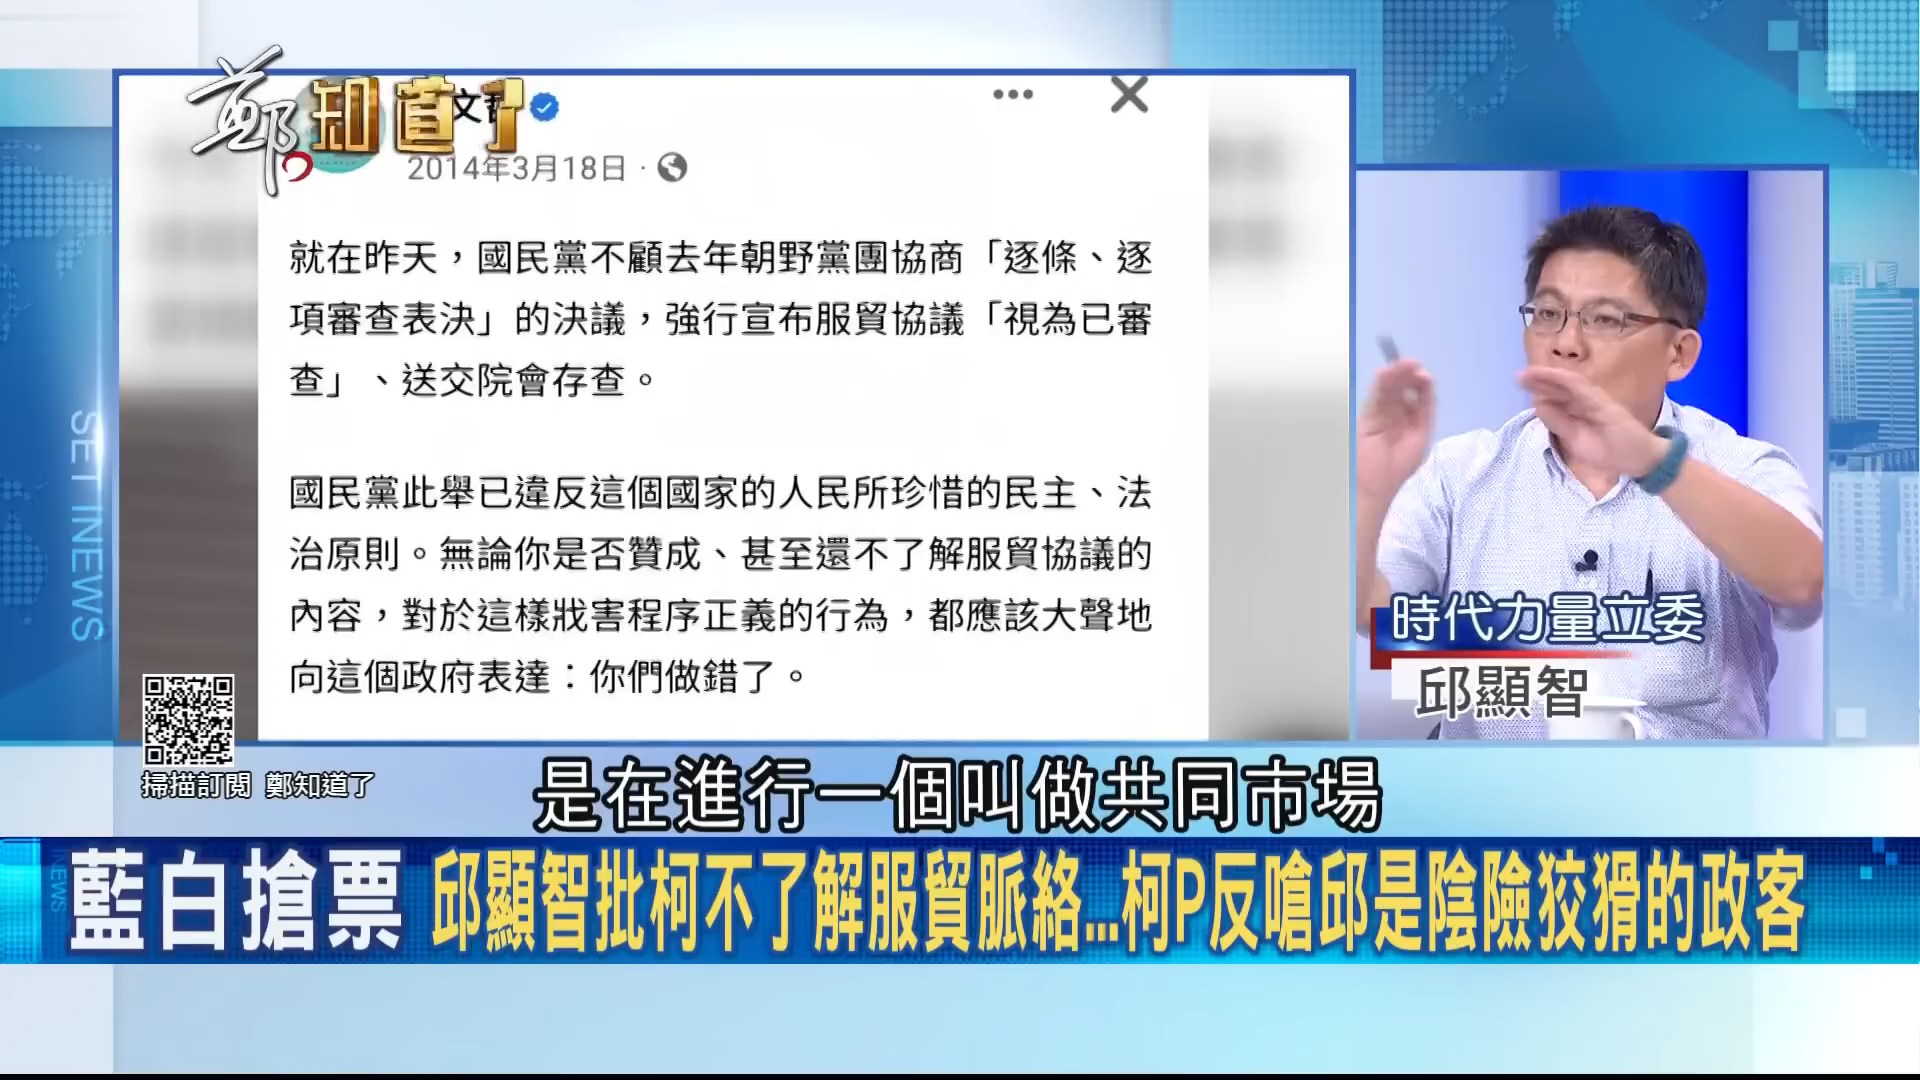 鄭知道了
文哲
2014年3月18日
就在昨天，國民黨不顧去年朝野黨團協商「逐條、逐
項審查表決」的決議，強行宣布服貿協議「視為已審
查」、送交院會存查。
國民黨此舉已違反這個國家的人民所珍惜的民主、法
治原則。無論你是否贊成、甚至還不了解服貿協議的
內容，對於這樣戕害程序正義的行為，都應該大聲地
向這個政府表達：你們做錯了。
SET NEWS
時代力量立委
邱顯智
掃描訂閱 鄭知道了
是在進行一個叫做共同市場
NEWS
藍白搶票 邱顯智批柯不了解服貿脈絡...柯P反嗆邱是陰險狡猾的政客